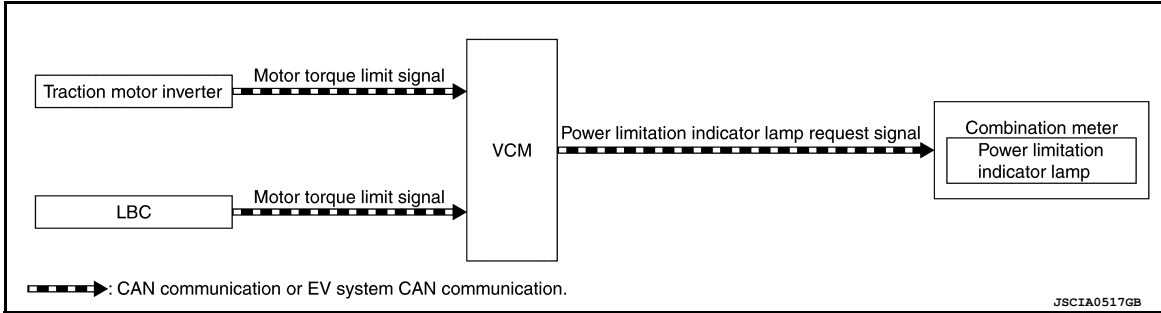 Motor torque limit signal
Traction motor inverter
VCM
Power limitation indicator lamp request signal
Combination meter
Power limitation
indicator lamp
Motor torque limit signal
LBC
: CAN communication or EV system CAN communication.
JSCIA0517GB